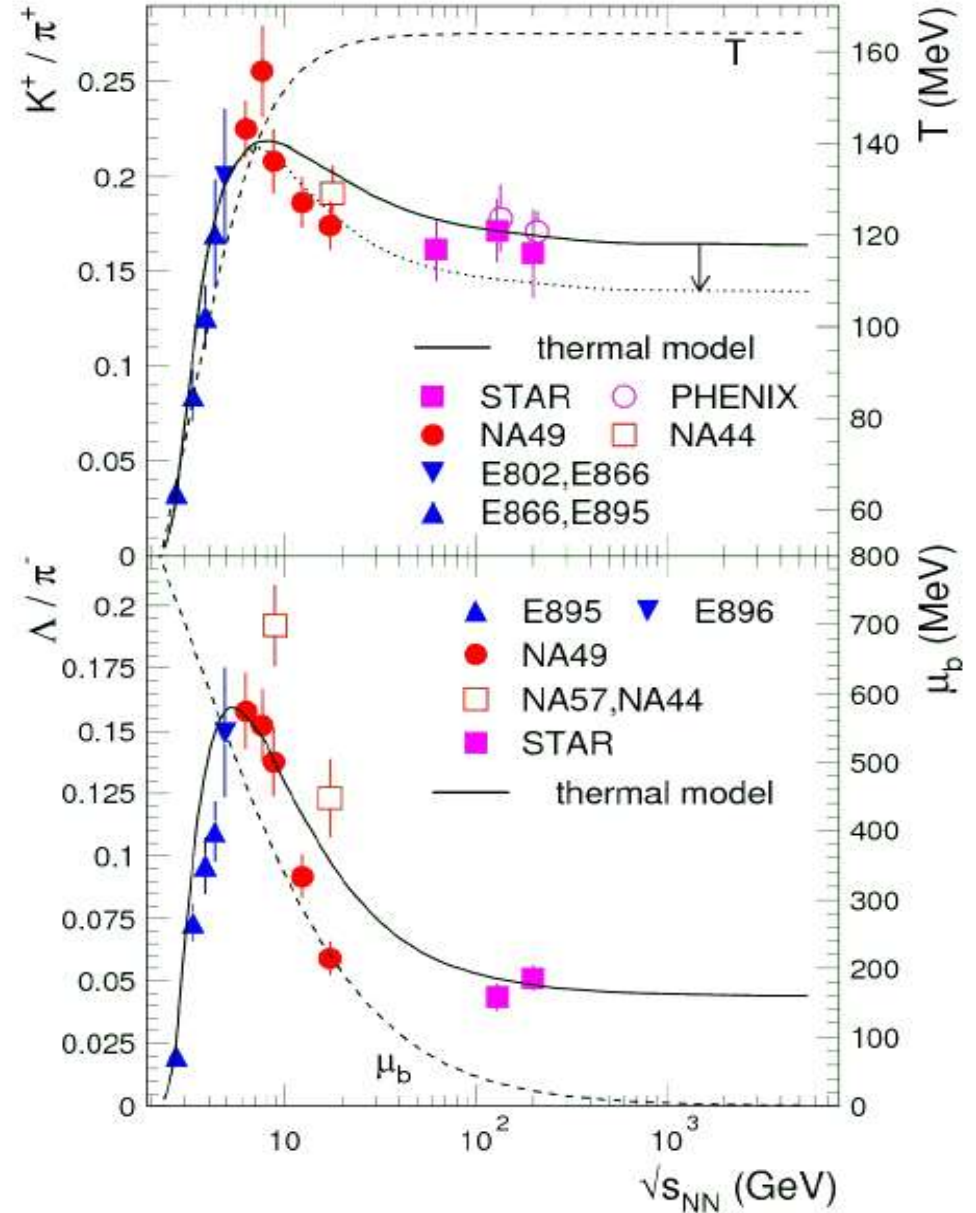 K⁺ / π⁺
0.25
0.2
0.15
0.1
0.05
0
T
T (MeV)
160
140
120
100
80
60
thermal model
STAR
PHENIX
NA49
NA44
E802,E866
E866,E895
Λ / π⁻
0.2
0.175
0.15
0.125
0.1
0.075
0.05
0.025
0
E895
E896
NA49
NA57,NA44
STAR
thermal model
μb
μb (MeV)
800
700
600
500
400
300
200
100
0
10
10²
10³
√sNN (GeV)